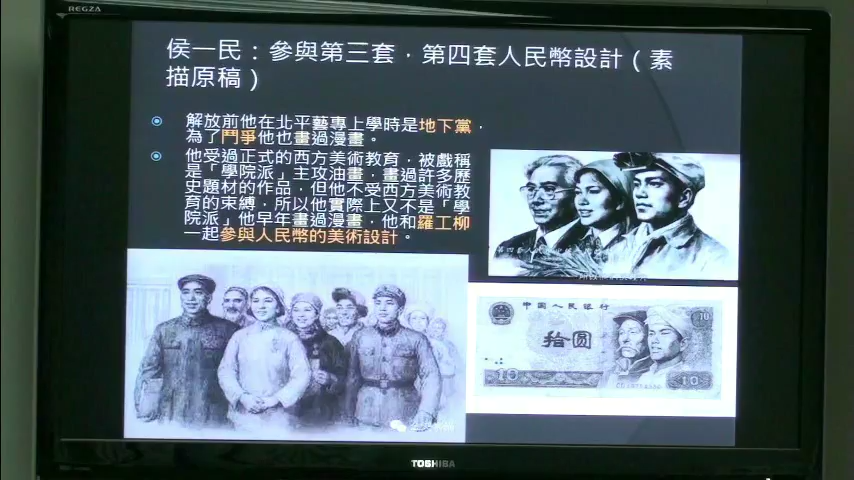 REGZA
侯一民：參與第三套，第四套人民幣設計（素
描原稿）
解放前他在北平藝專上學時是地下黨，
為了鬥爭他也畫過漫畫。
他受過正式的西方美術教育，被戲稱
是「學院派」主攻油畫，畫過許多歷
史題材的作品，但他不受西方美術教
育的束縛，所以他實際上又不是「學
院派」他早年畫過漫畫，他和羅工柳
一起參與人民幣的美術設計。
中國人民銀行
10
拾圓
10
10
TOSHIBA